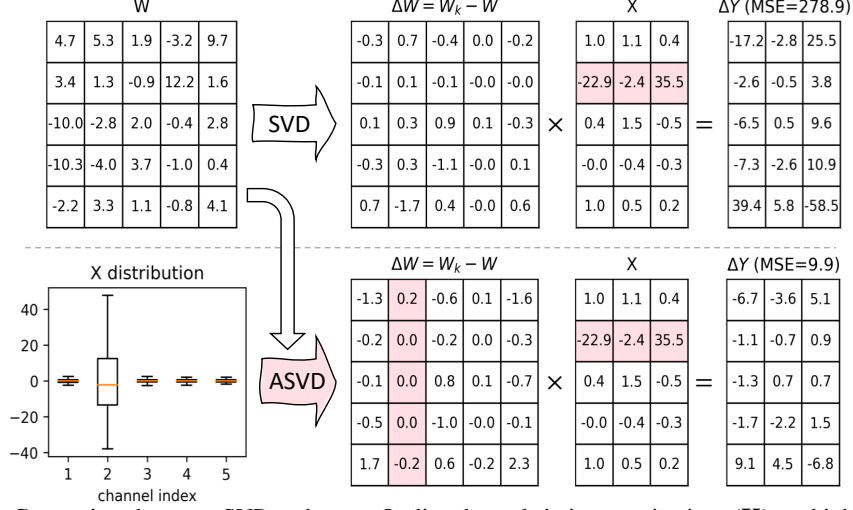 W
ΔW = W_k − W
X
ΔY (MSE=278.9)
4.7 5.3 1.9 -3.2 9.7
3.4 1.3 -0.9 12.2 1.6
-10.0 -2.8 2.0 -0.4 2.8
-10.3 -4.0 3.7 -1.0 0.4
-2.2 3.3 1.1 -0.8 4.1
SVD
-0.3 0.7 -0.4 0.0 -0.2
-0.1 0.1 -0.1 -0.0 0.0
0.1 0.3 0.9 0.1 -0.3
-0.3 0.3 -1.1 -0.0 0.1
0.7 -1.7 0.4 -0.0 0.6
×
1.0 1.1 0.4
-22.9 -2.4 35.5
0.4 1.5 -0.5
-0.0 -0.4 -0.3
1.0 0.5 0.2
=
-17.2 -2.8 25.5
-2.6 -0.5 3.8
-6.5 0.5 9.6
-7.3 -2.6 10.9
39.4 5.8 -58.5
X distribution
40
20
0
−20
−40
1 2 3 4 5
channel index
ASVD
ΔW = W_k − W
X
ΔY (MSE=9.9)
-1.3 0.2 -0.6 0.1 -1.6
-0.2 0.0 -0.2 0.0 -0.3
-0.1 0.0 0.8 0.1 -0.7
-0.5 0.0 -1.0 -0.0 -0.1
1.7 -0.2 0.6 -0.2 2.3
×
1.0 1.1 0.4
-22.9 -2.4 35.5
0.4 1.5 -0.5
-0.0 -0.4 -0.3
1.0 0.5 0.2
=
-6.7 -3.6 5.1
-1.1 -0.7 0.9
-1.3 0.7 0.7
-1.7 -2.2 1.5
9.1 4.5 -6.8